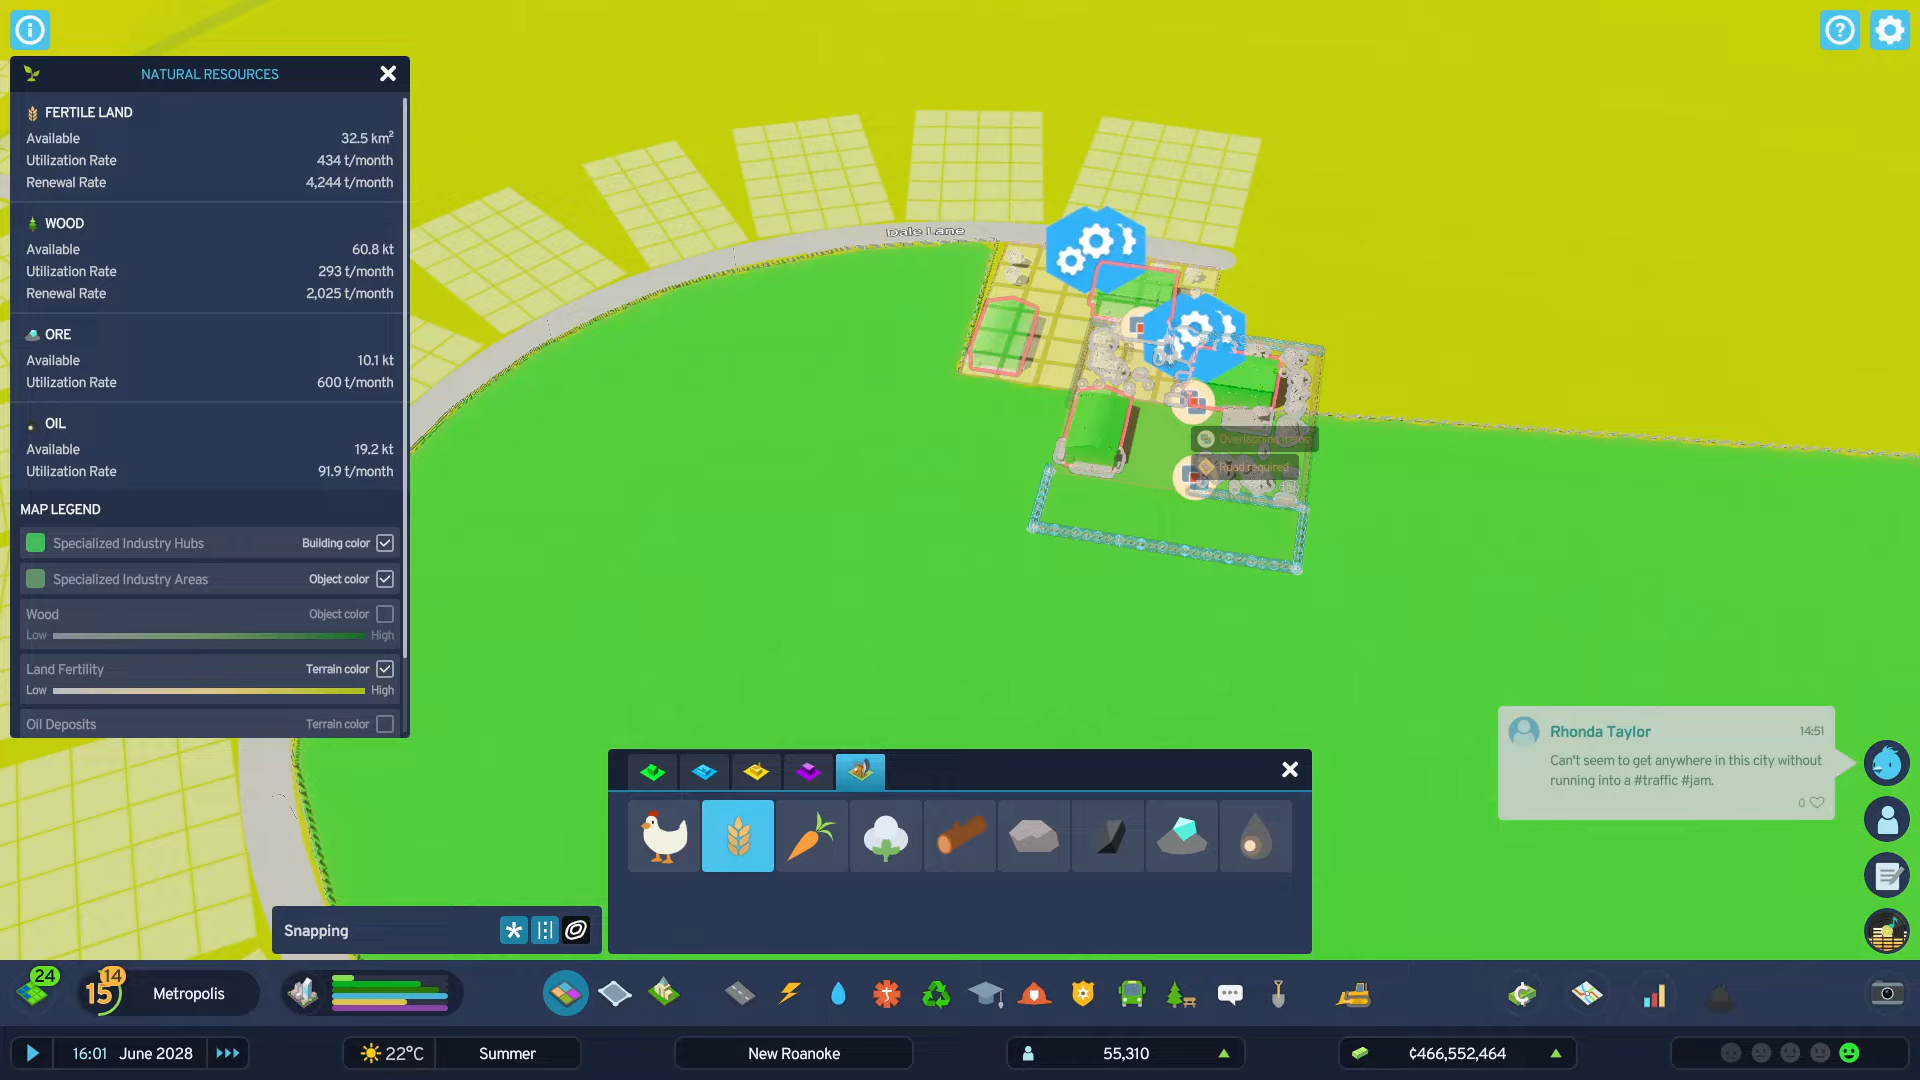 NATURAL RESOURCES
FERTILE LAND
Available 32.5 km²
Utilization Rate 434 t/month
Renewal Rate 4,244 t/month
WOOD
Available 60.8 kt
Utilization Rate 293 t/month
Renewal Rate 2,025 t/month
ORE
Available 10.1 kt
Utilization Rate 600 t/month
OIL
Available 19.2 kt
Utilization Rate 91.9 t/month
MAP LEGEND
Specialized Industry Hubs Building color
Specialized Industry Areas Object color
Wood Object color
Low High
Land Fertility Terrain color
Low High
Oil Deposits Terrain color
Dale Lane
Overlapping items
Road required
Rhonda Taylor 14:51
Can't seem to get anywhere in this city without
running into a #traffic #jam.
0
Snapping
24
14
15
Metropolis
16:01 June 2028
22°C
Summer
New Roanoke
55,310
¢466,552,464